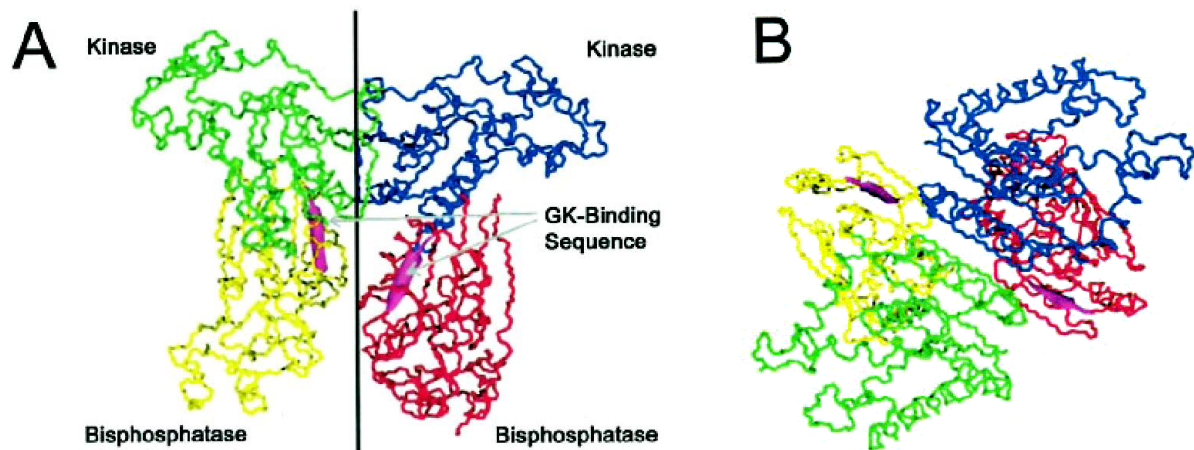 A
Kinase
Kinase
GK-Binding
Sequence
Bisphosphatase
Bisphosphatase
B